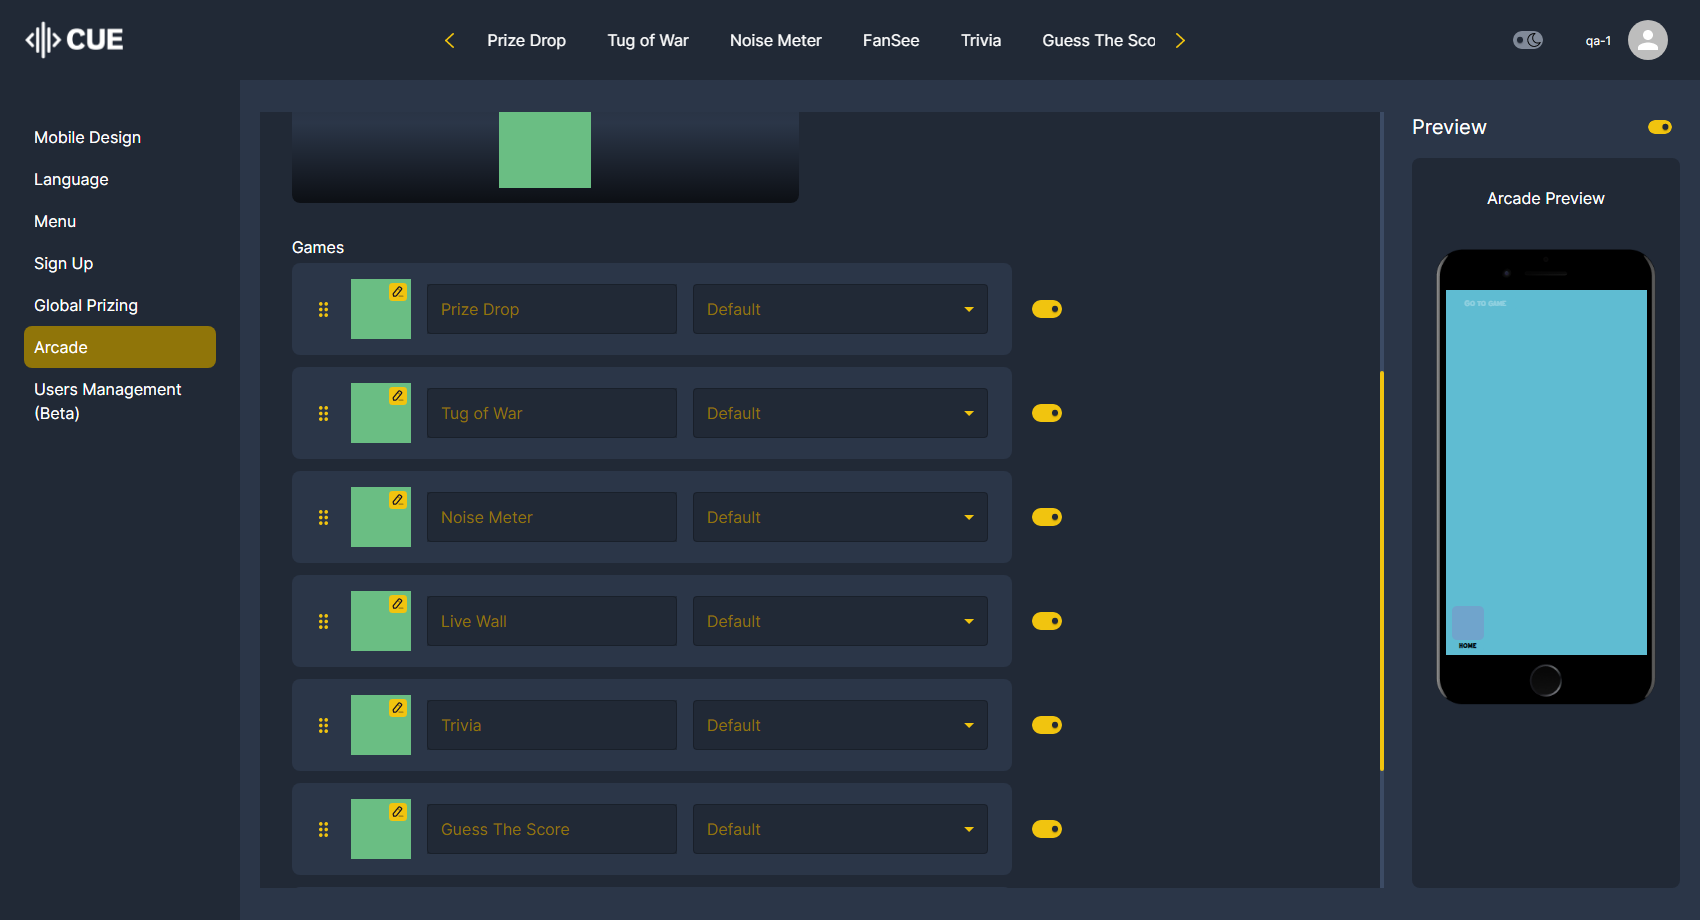 CUE
Prize Drop
Tug of War
Noise Meter
FanSee
Trivia
Guess The Sco
qa-1
Mobile Design
Language
Menu
Sign Up
Global Prizing
Arcade
Users Management
(Beta)
Games
Prize Drop
Default
Tug of War
Default
Noise Meter
Default
Live Wall
Default
Trivia
Default
Guess The Score
Default
Preview
Arcade Preview
GO TO GAME
HOME